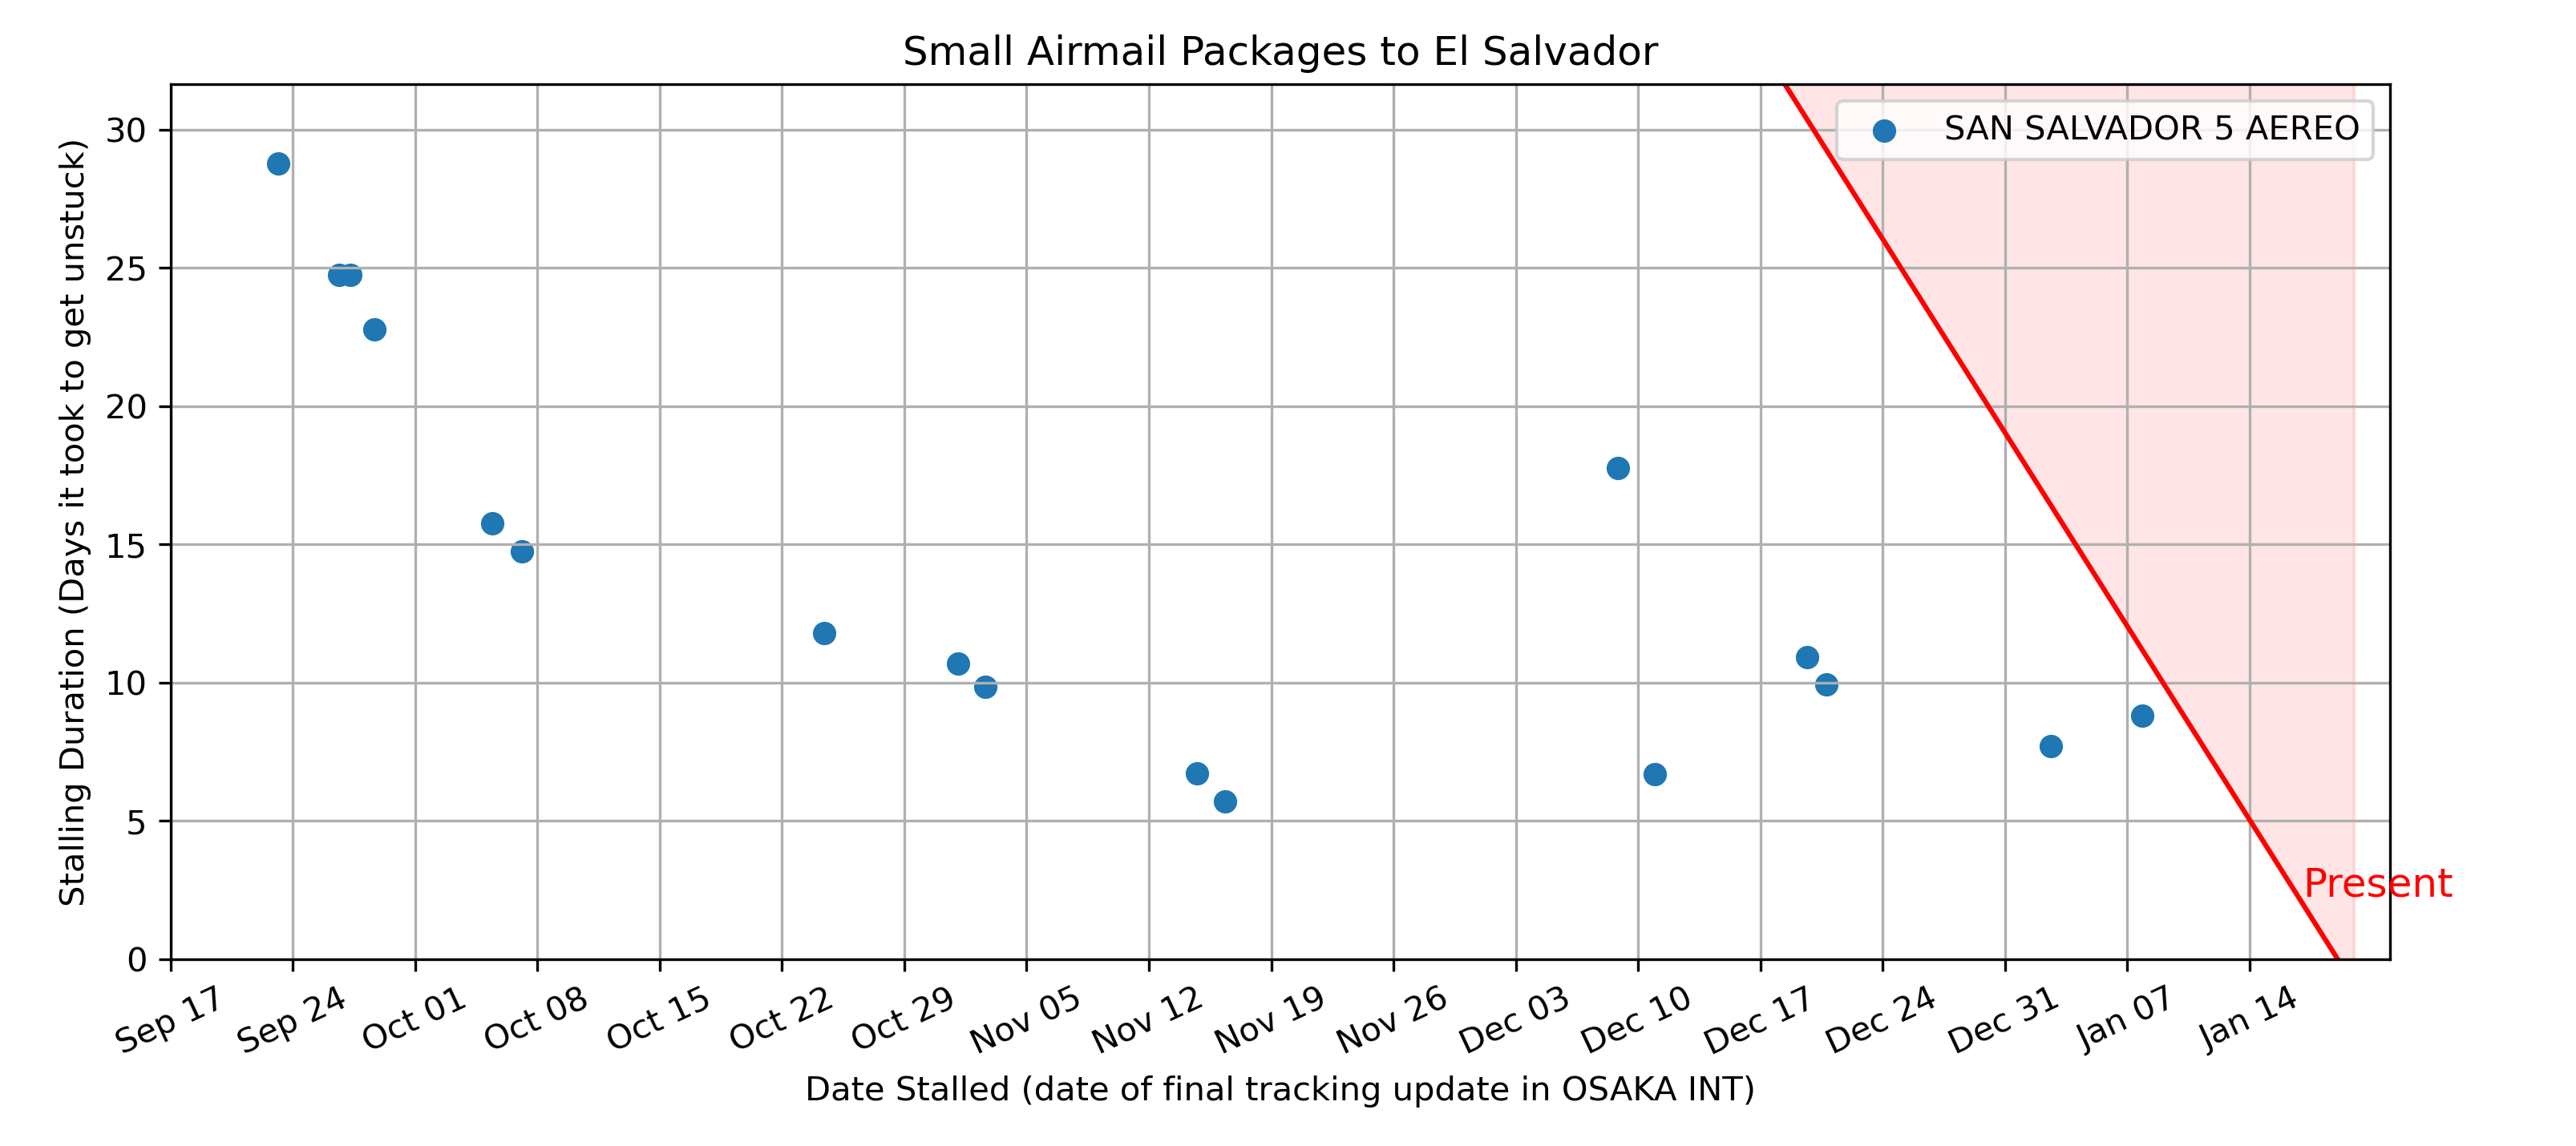 Small Airmail Packages to El Salvador
SAN SALVADOR 5 AEREO
Stalling Duration (Days it took to get unstuck)
30
25
20
15
10
5
0
Present
Sep 17
Sep 24
Oct 01
Oct 08
Oct 15
Oct 22
Oct 29
Nov 05
Nov 12
Nov 19
Nov 26
Dec 03
Dec 10
Dec 17
Dec 24
Dec 31
Jan 07
Jan 14
Date Stalled (date of final tracking update in OSAKA INT)